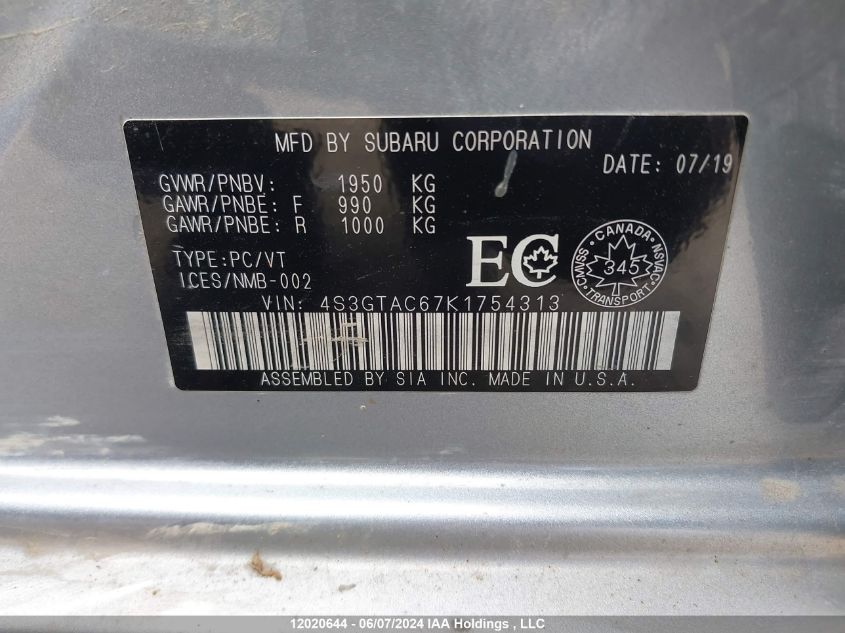 MFD BY SUBARU CORPORATION
DATE: 07/19
GVWR/PNBV: 1950 KG
GAWR/PNBE: F 990 KG
GAWR/PNBE: R 1000 KG
TYPE:PC/VT
ICES/NMB-002
EC
CANADA
CMVSS NSVAC
345
TRANSPORT
VIN: 4S3GTAC67K1754313
ASSEMBLED BY SIA INC. MADE IN U.S.A.
12020644 - 06/07/2024 IAA Holdings , LLC